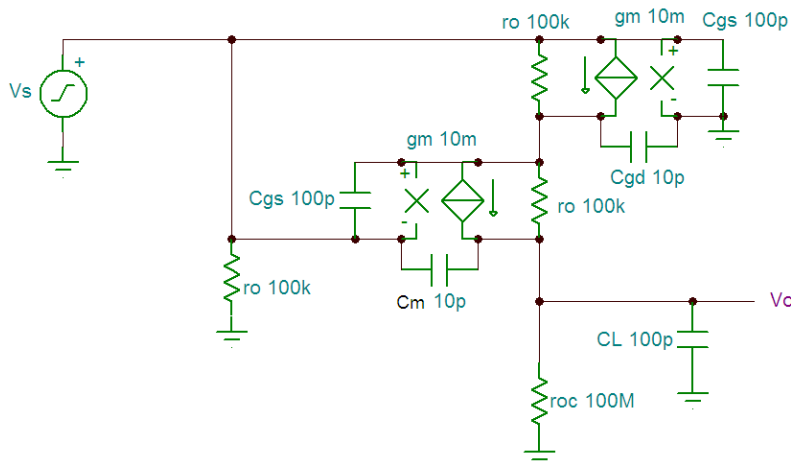 ro 100k
gm 10m
Cgs 100p
+
Vs
+
-
gm 10m
Cgd 10p
+
Cgs 100p
ro 100k
-
ro 100k
Cm 10p
Vo
CL 100p
roc 100M